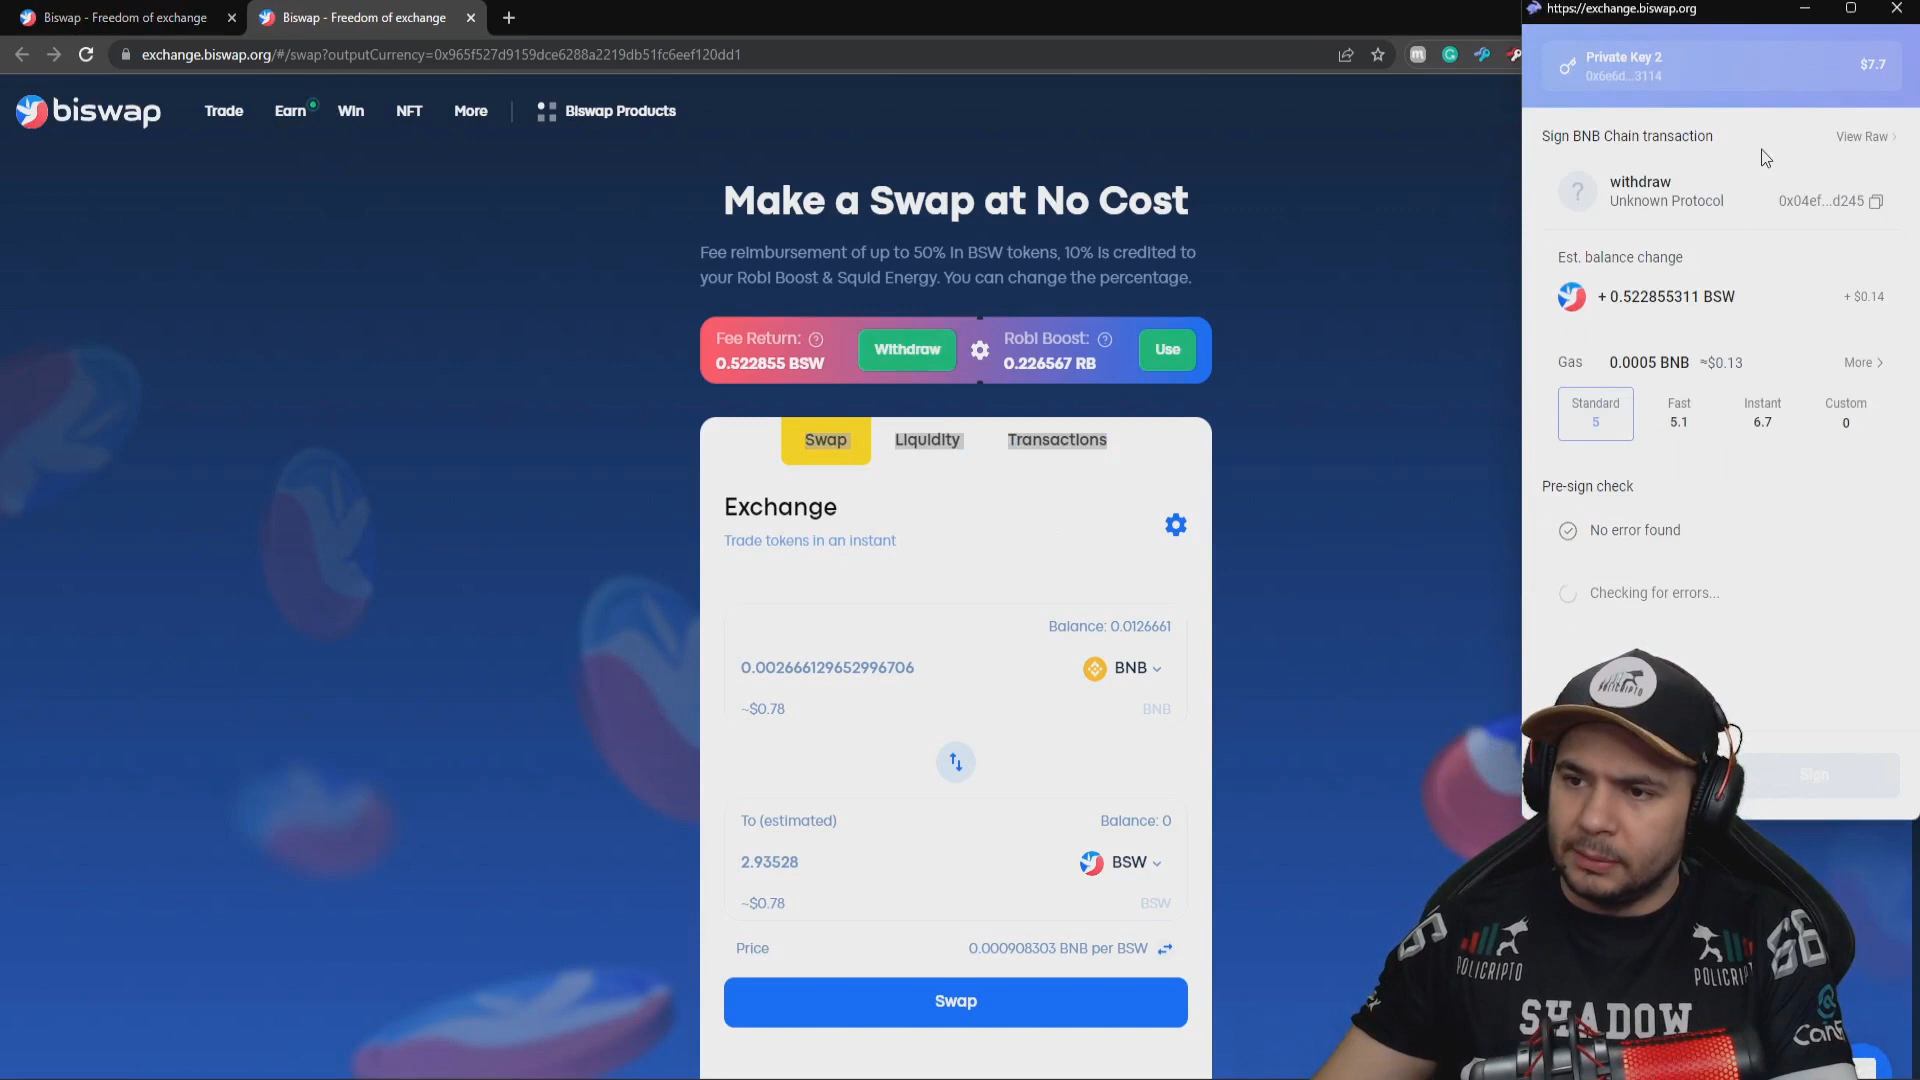 Biswap - Freedom of exchange
Biswap - Freedom of exchange
exchange.biswap.org/#/swap?outputCurrency=0x965f527d9159dce6288a2219db51fc6eef120dd1
https://exchange.biswap.org
biswap
Trade
Earn
Win
NFT
More
Biswap Products
Make a Swap at No Cost
Fee reimbursement of up to 50% in BSW tokens, 10% is credited to
your Robi Boost & Squid Energy. You can change the percentage.
Fee Return:
0.522855 BSW
Withdraw
Robi Boost:
0.226567 RB
Use
Swap
Liquidity
Transactions
Exchange
Trade tokens in an instant
Balance: 0.0126661
0.002666129652996706
BNB
~$0.78
BNB
To (estimated)
Balance: 0
2.93528
BSW
~$0.78
BSW
Price
0.000908303 BNB per BSW
Swap
Private Key 2
0x6e6d...3114
$7.7
Sign BNB Chain transaction
View Raw
withdraw
Unknown Protocol
0x04ef...d245
Est. balance change
+ 0.522855311 BSW
+ $0.14
Gas
0.0005 BNB
≈$0.13
More
Standard
5
Fast
5.1
Instant
6.7
Custom
0
Pre-sign check
No error found
Checking for errors...
Sign
POLICRIPTO
SHADOW